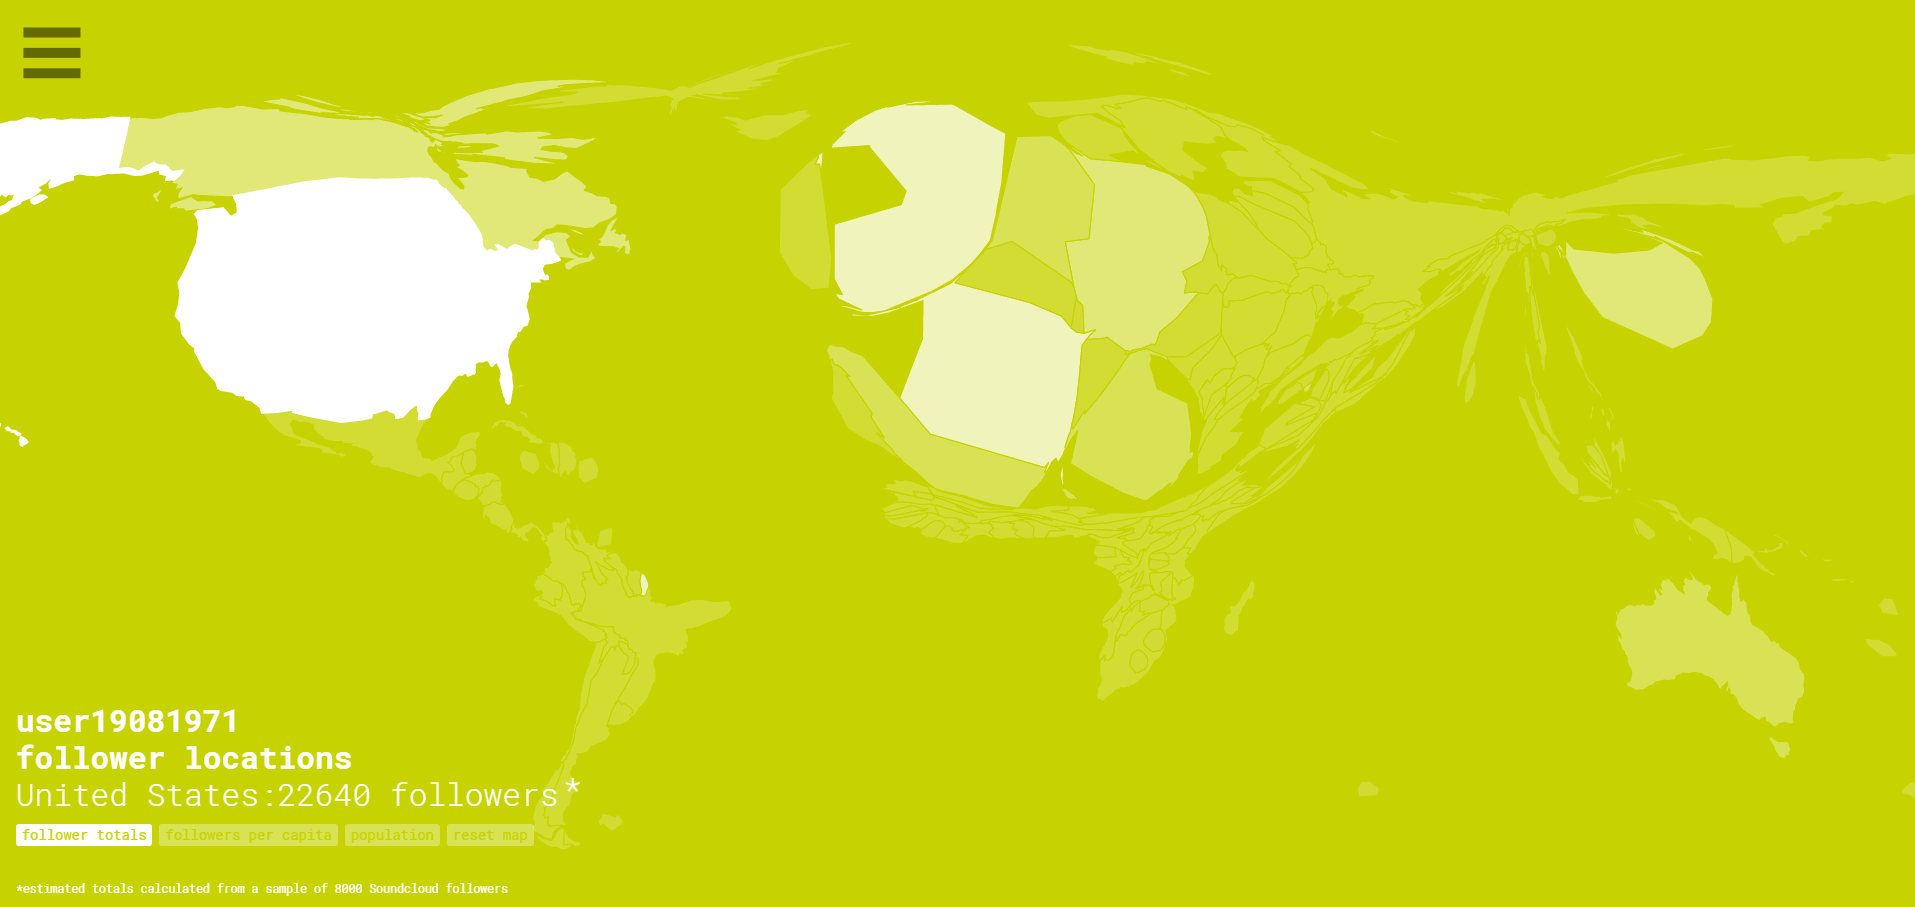 user19081971
follower locations
United States:22640 followers*
follower totals followers per capita population reset map
*estimated totals calculated from a sample of 8000 Soundcloud followers